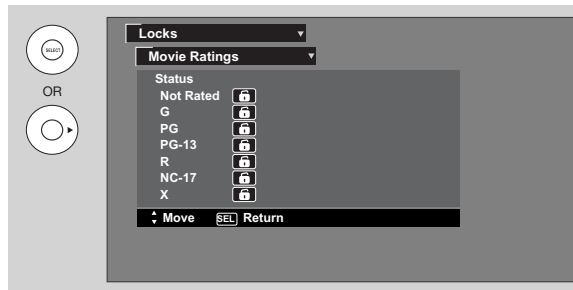 SELECT
OR
Locks
Movie Ratings
Status
Not Rated
G
PG
PG-13
R
NC-17
X
Move SEL Return